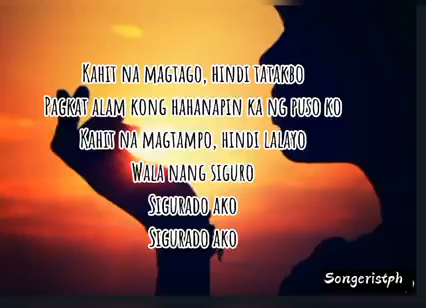 Kahit na magtago, hindi tatakbo
Pagkat alam kong hahanapin ka ng puso ko
Kahit na magtampo, hindi lalayo
Wala nang siguro
Sigurado ako
Sigurado ako
Songeristph